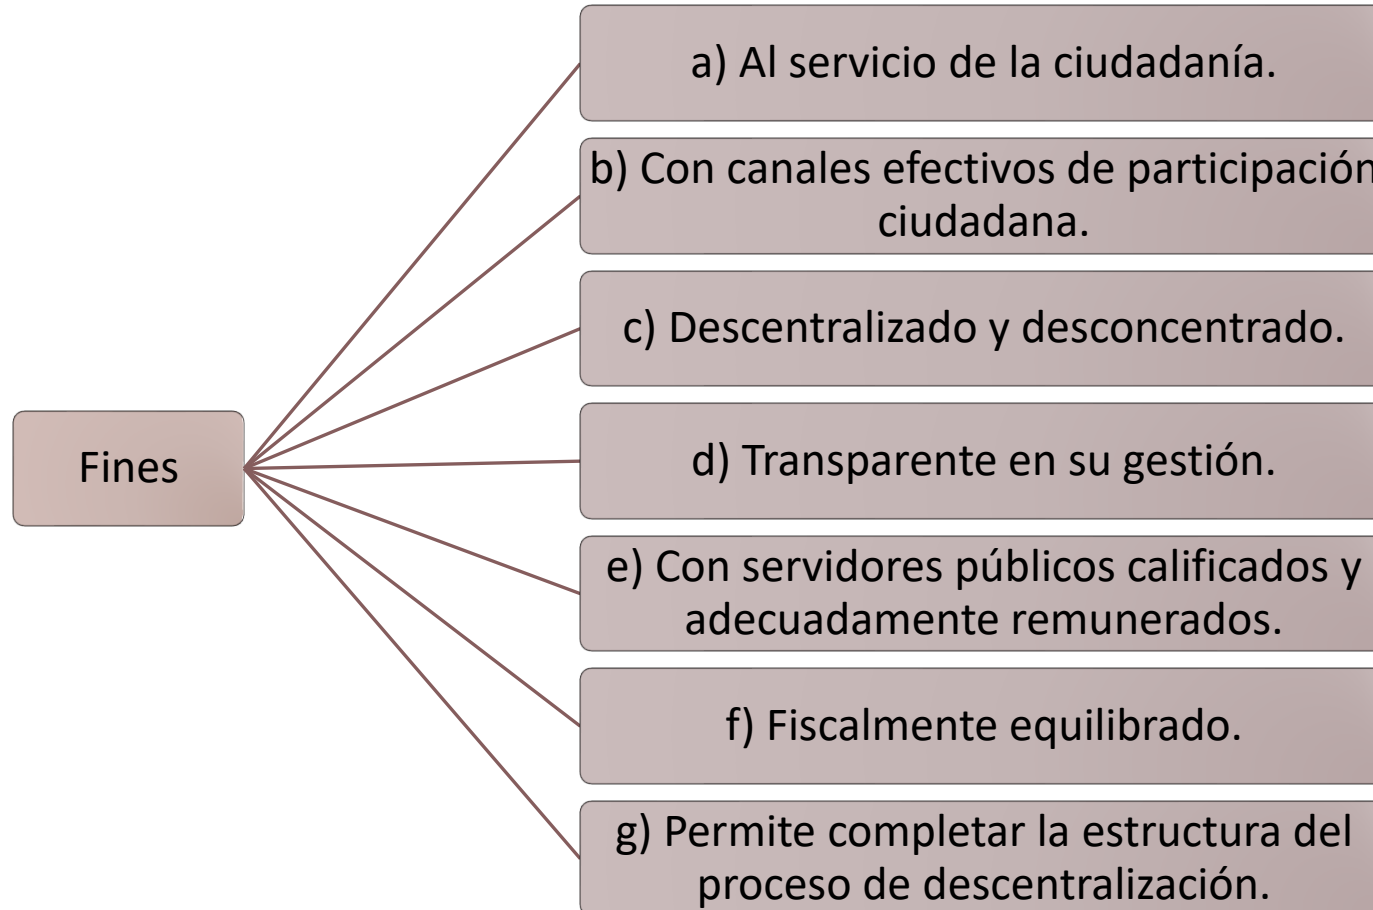 a) Al servicio de la ciudadanía.
b) Con canales efectivos de participación
ciudadana.
c) Descentralizado y desconcentrado.
Fines
d) Transparente en su gestión.
e) Con servidores públicos calificados y
adecuadamente remunerados.
f) Fiscalmente equilibrado.
g) Permite completar la estructura del
proceso de descentralización.